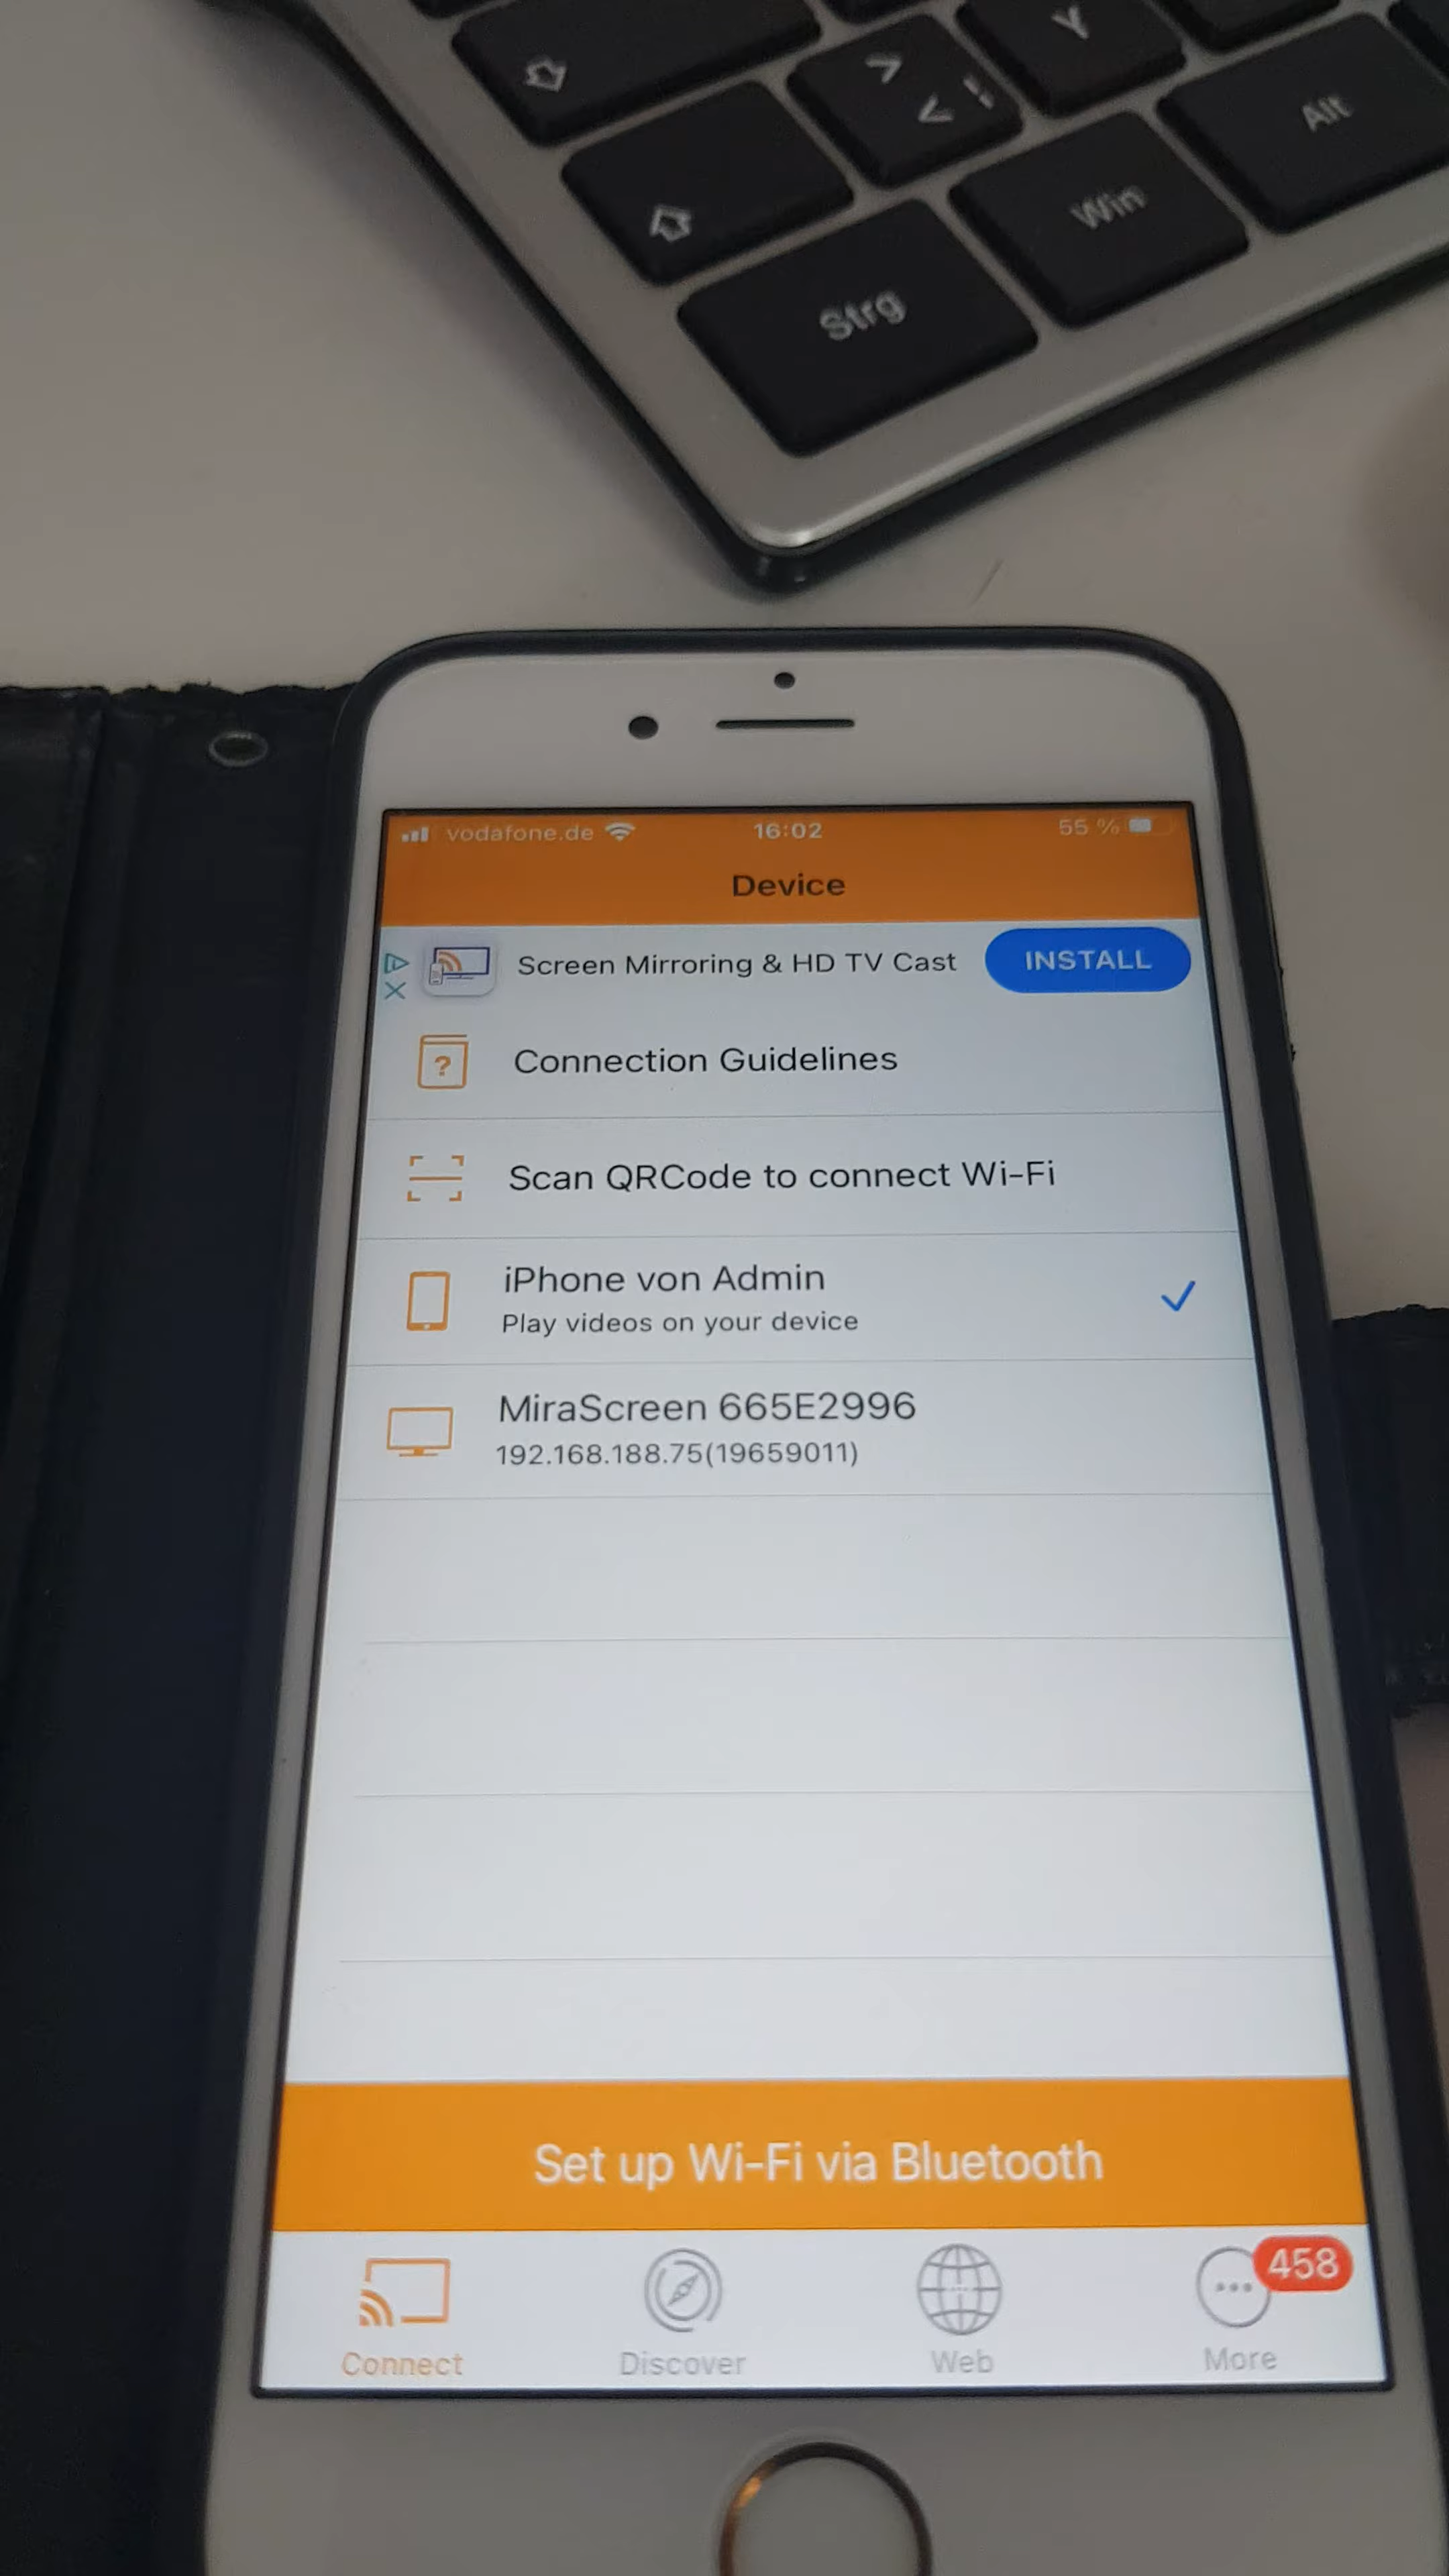 Y
> <
Alt
Win
Strg
vodafone.de 16:02 55 %
Device
Screen Mirroring & HD TV Cast INSTALL
Connection Guidelines
Scan QRCode to connect Wi-Fi
iPhone von Admin
Play videos on your device
MiraScreen 665E2996
192.168.188.75(19659011)
Set up Wi-Fi via Bluetooth
458
Connect Discover Web More